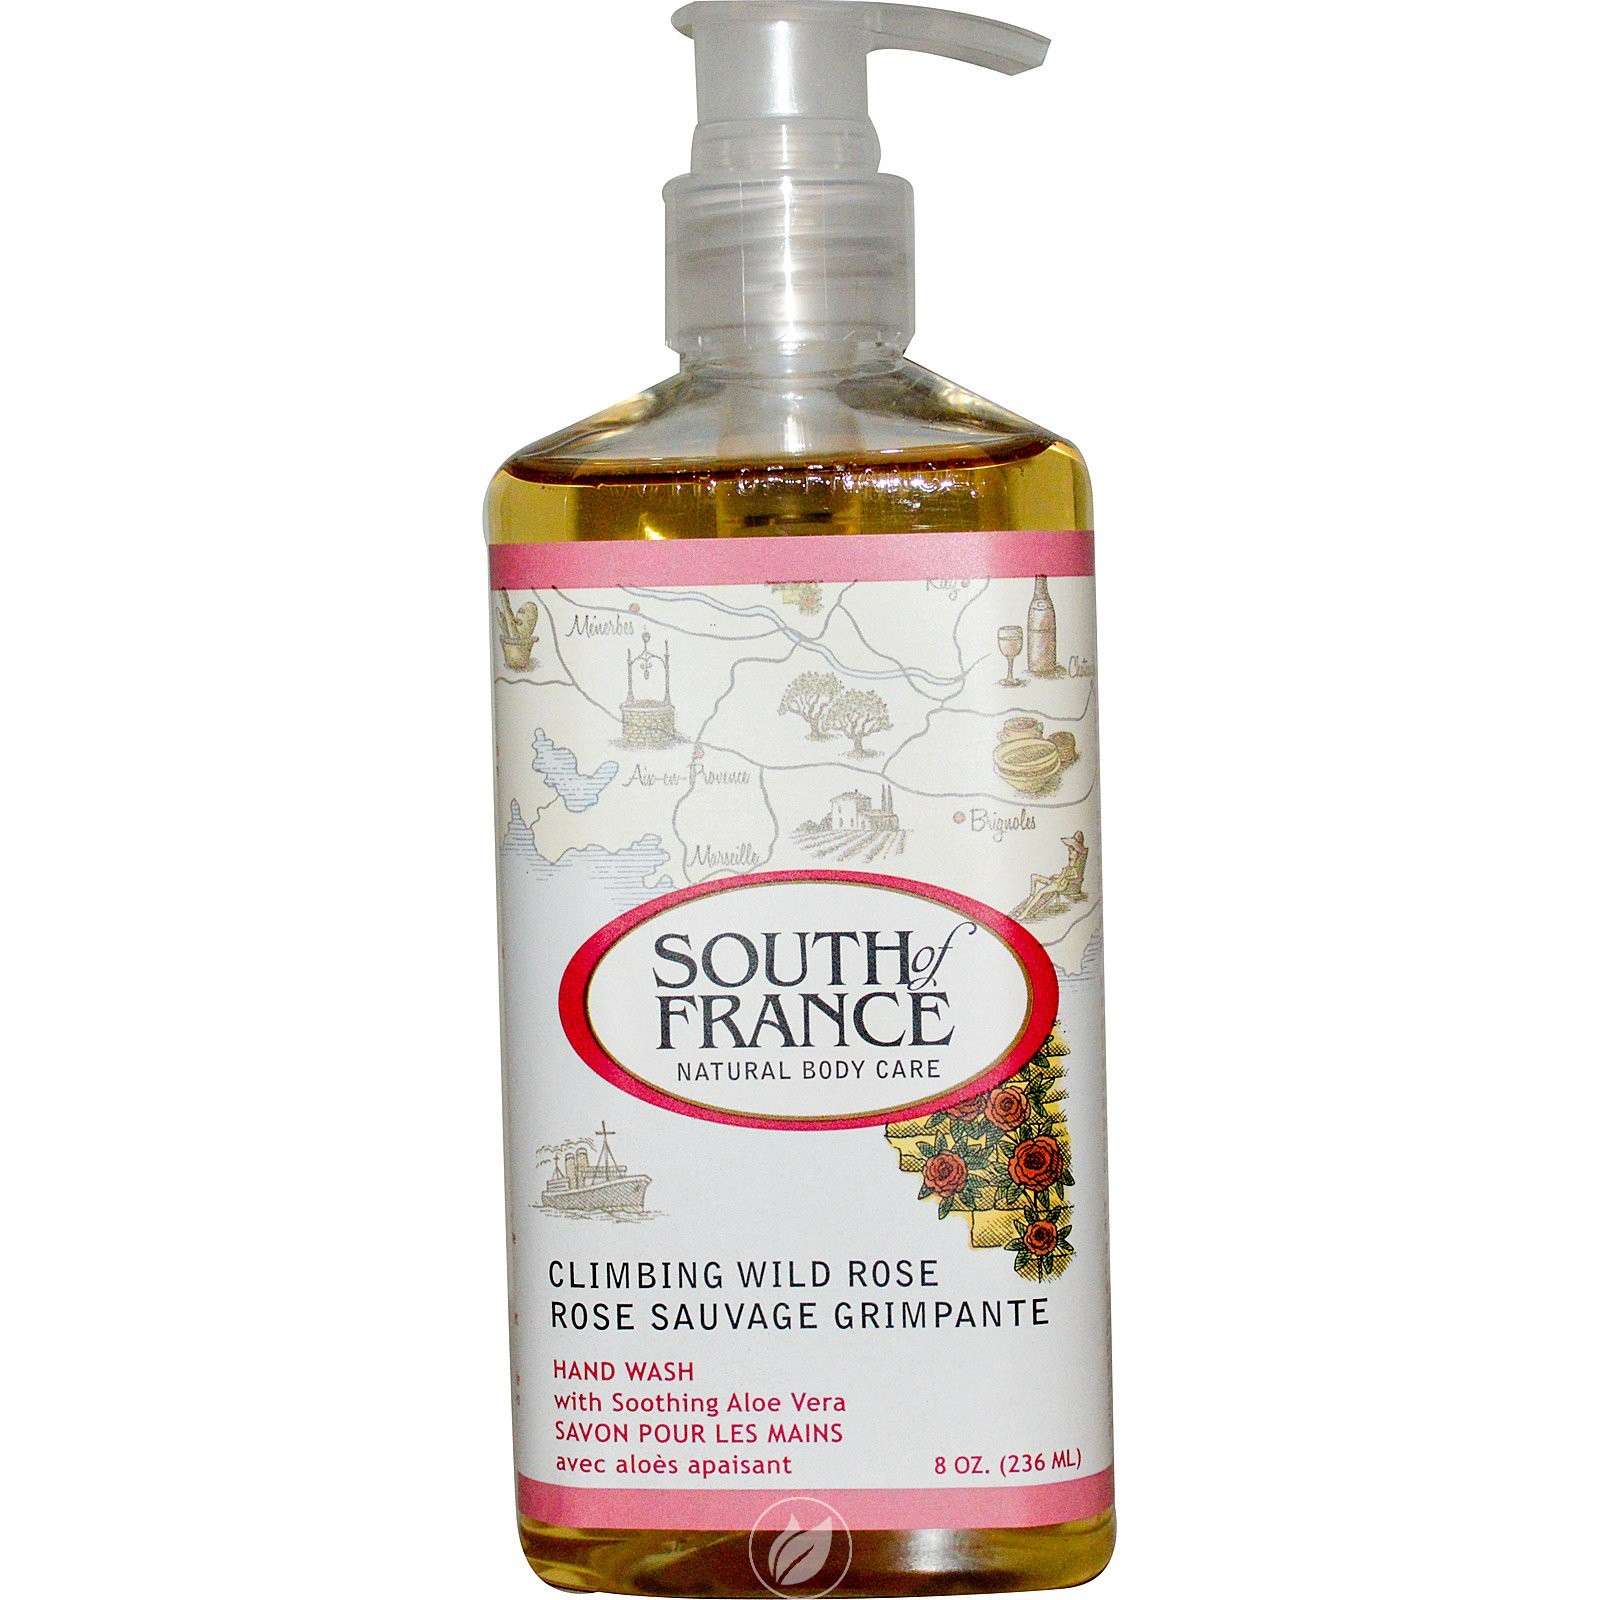 Ménerbes
Aix-en-Provence
Brignoles
Marseille
SOUTH of
FRANCE
NATURAL BODY CARE
CLIMBING WILD ROSE
ROSE SAUVAGE GRIMPANTE
HAND WASH
with Soothing Aloe Vera
SAVON POUR LES MAINS
avec aloès apaisant
8 OZ. (236 ML)